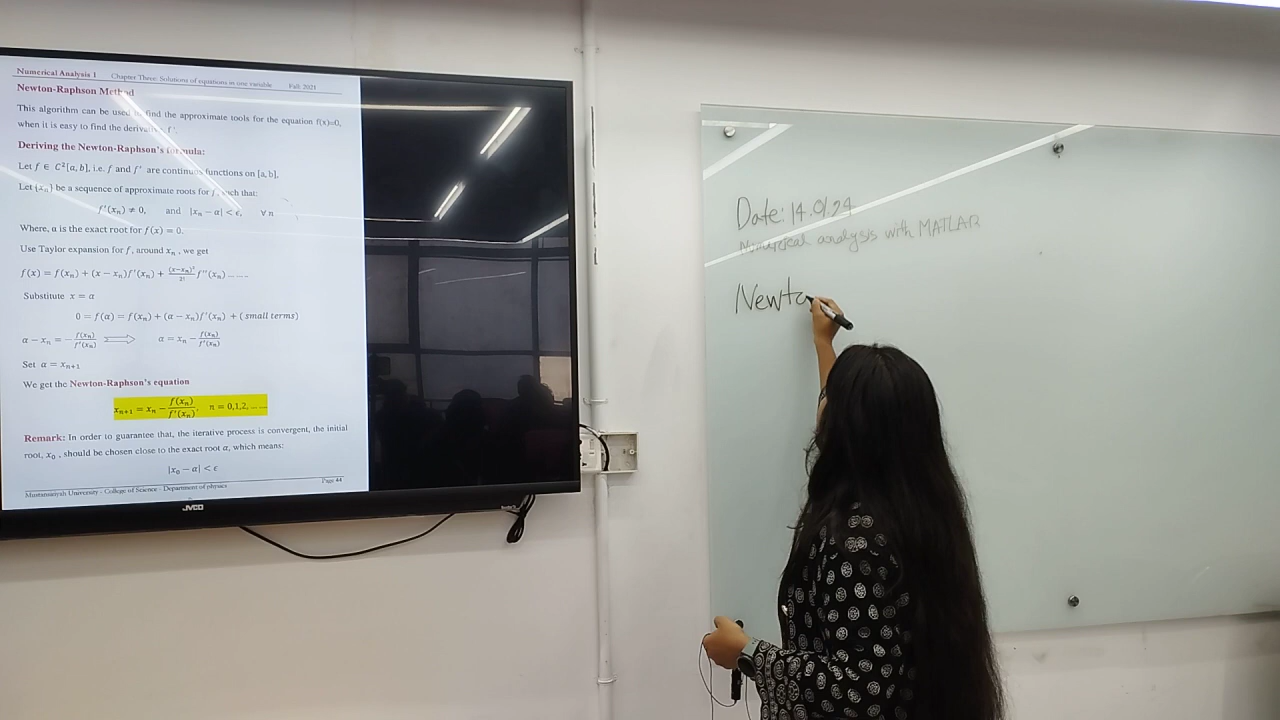 Numerical Analysis I Chapter Three: Solutions of equations in one variable Fall: 2021
Newton-Raphson Method
This algorithm can be used to find the approximate tools for the equation f(x)=0,
when it is easy to find the derivative f'.
Deriving the Newton-Raphson's formula:
Let f ∈ C²[a, b], i.e. f and f' are continuous functions on [a, b],
Let {xₙ} be a sequence of approximate roots for f, such that:
f'(xₙ) ≠ 0, and |xₙ − α| < ϵ, ∀ n
Where, α is the exact root for f(x) = 0.
Use Taylor expansion for f, around xₙ, we get
f(x) = f(xₙ) + (x − xₙ)f'(xₙ) + (x−xₙ)²/2! f''(xₙ) ... ... .
Substitute x = α
0 = f(α) = f(xₙ) + (α − xₙ)f'(xₙ) + ( small terms)
α − xₙ = − f(xₙ)/f'(xₙ) ⟹ α = xₙ − f(xₙ)/f'(xₙ)
Set α = xₙ₊₁
We get the Newton-Raphson's equation
xₙ₊₁ = xₙ − f(xₙ)/f'(xₙ), n = 0,1,2, ... ...
Remark: In order to guarantee that, the iterative process is convergent, the initial
root, x₀ , should be chosen close to the exact root α, which means:
|x₀ − α| < ϵ
Mustansiriyah University - College of Science - Department of physics Page 44
JVCO
Date: 14.01.24
Numerical analysis with MATLAB
Newto